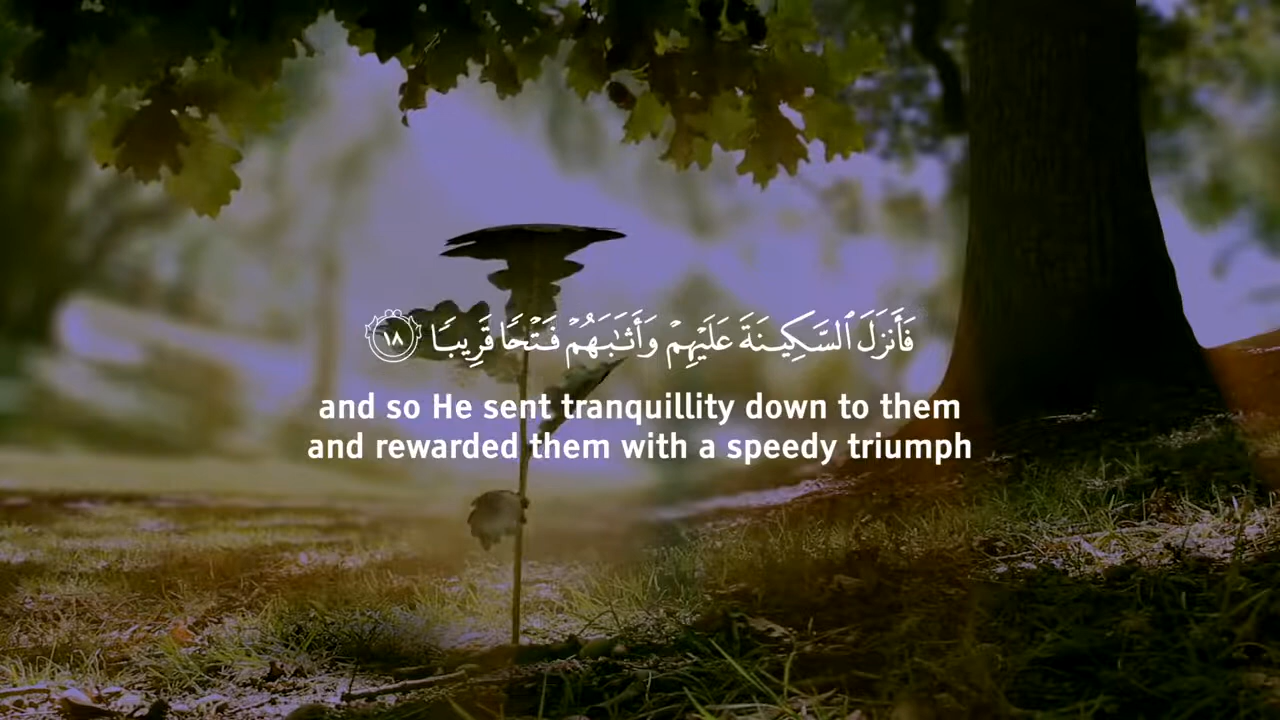 فَأَنزَلَ ٱلسَّكِينَةَ عَلَيْهِمْ وَأَثَـٰبَهُمْ فَتْحًا قَرِيبًا ١٨
and so He sent tranquillity down to them
and rewarded them with a speedy triumph